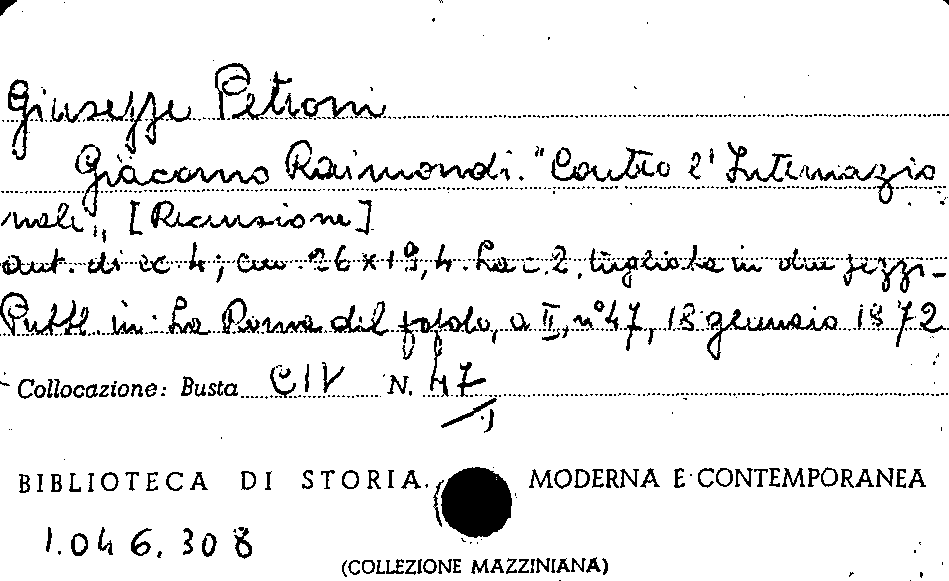 Giuseppe Petroni
Giacomo Raimondi. "Contro l'Internazio
nale„ [Recensione]
aut. di cc. 4; cm. 26 x 19,4. La c. 2. tagliata in due pezzi-
Pubbl. in: La Roma del popolo, a II, n° 47, 18 gennaio 1872
Collocazione: Busta CIV N. 47
/1
BIBLIOTECA DI STORIA MODERNA E CONTEMPORANEA
1.046.308
(COLLEZIONE MAZZINIANA)